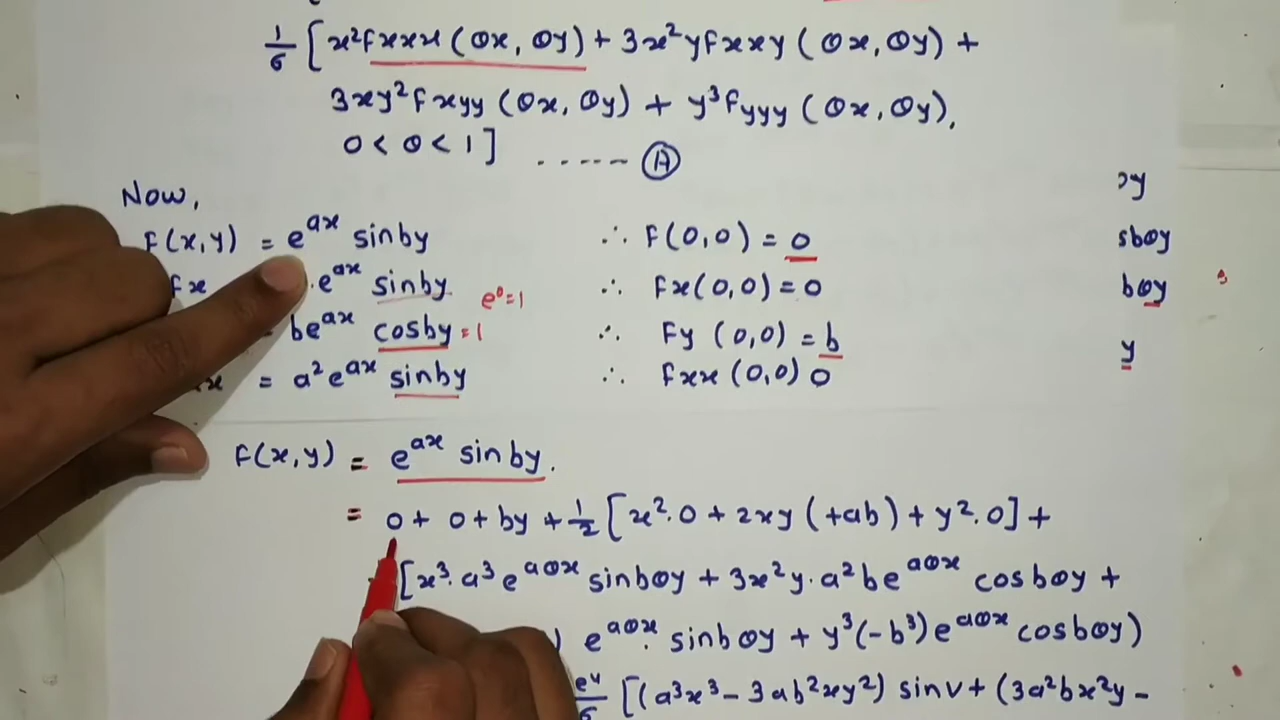 1/6 [x²fxxx (θx, θy) + 3x²yfxxy (θx, θy) +
3xy²fxyy (θx, θy) + y³fyyy (θx, θy),
0 < θ < 1] ------ Ⓐ
Now,
f(x,y) = e^ax sinby ∴ f(0,0) = 0
fx e^ax sinby e⁰=1 ∴ fx(0,0) = 0
be^ax cosby = 1 ∴ Fy (0,0) = b
= a²e^ax sinby ∴ fxx (0,0) 0
sbθy
bθy
y
f(x,y) = e^ax sinby.
= 0 + 0 + by + 1/2 [x².0 + 2xy (+ab) + y².0] +
[x³.a³e^aθx sinbθy + 3x²y.a²be^aθx cosbθy +
) e^aθx. sinbθy + y³(-b³)e^aθx cosbθy)
e^u/6 [(a³x³ - 3ab²xy²) sinv + (3a²bx²y -